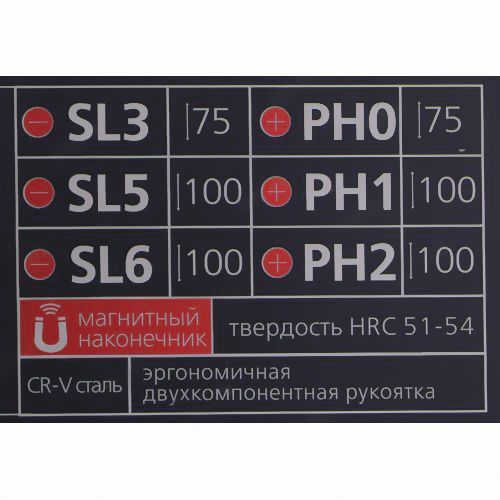 SL3 75 PH0 75
SL5 100 PH1 100
SL6 100 PH2 100
магнитный
наконечник
твердость HRC 51-54
CR-V сталь
эргономичная
двухкомпонентная рукоятка